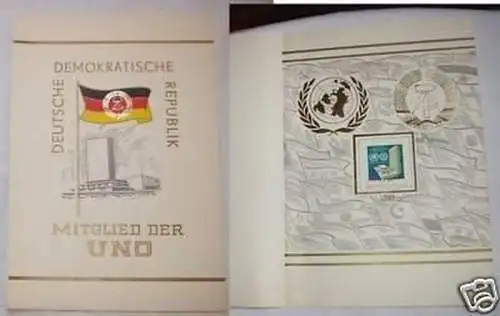 DEUTSCHE
DEMOKRATISCHE
REPUBLIK
MITGLIED DER
UNO